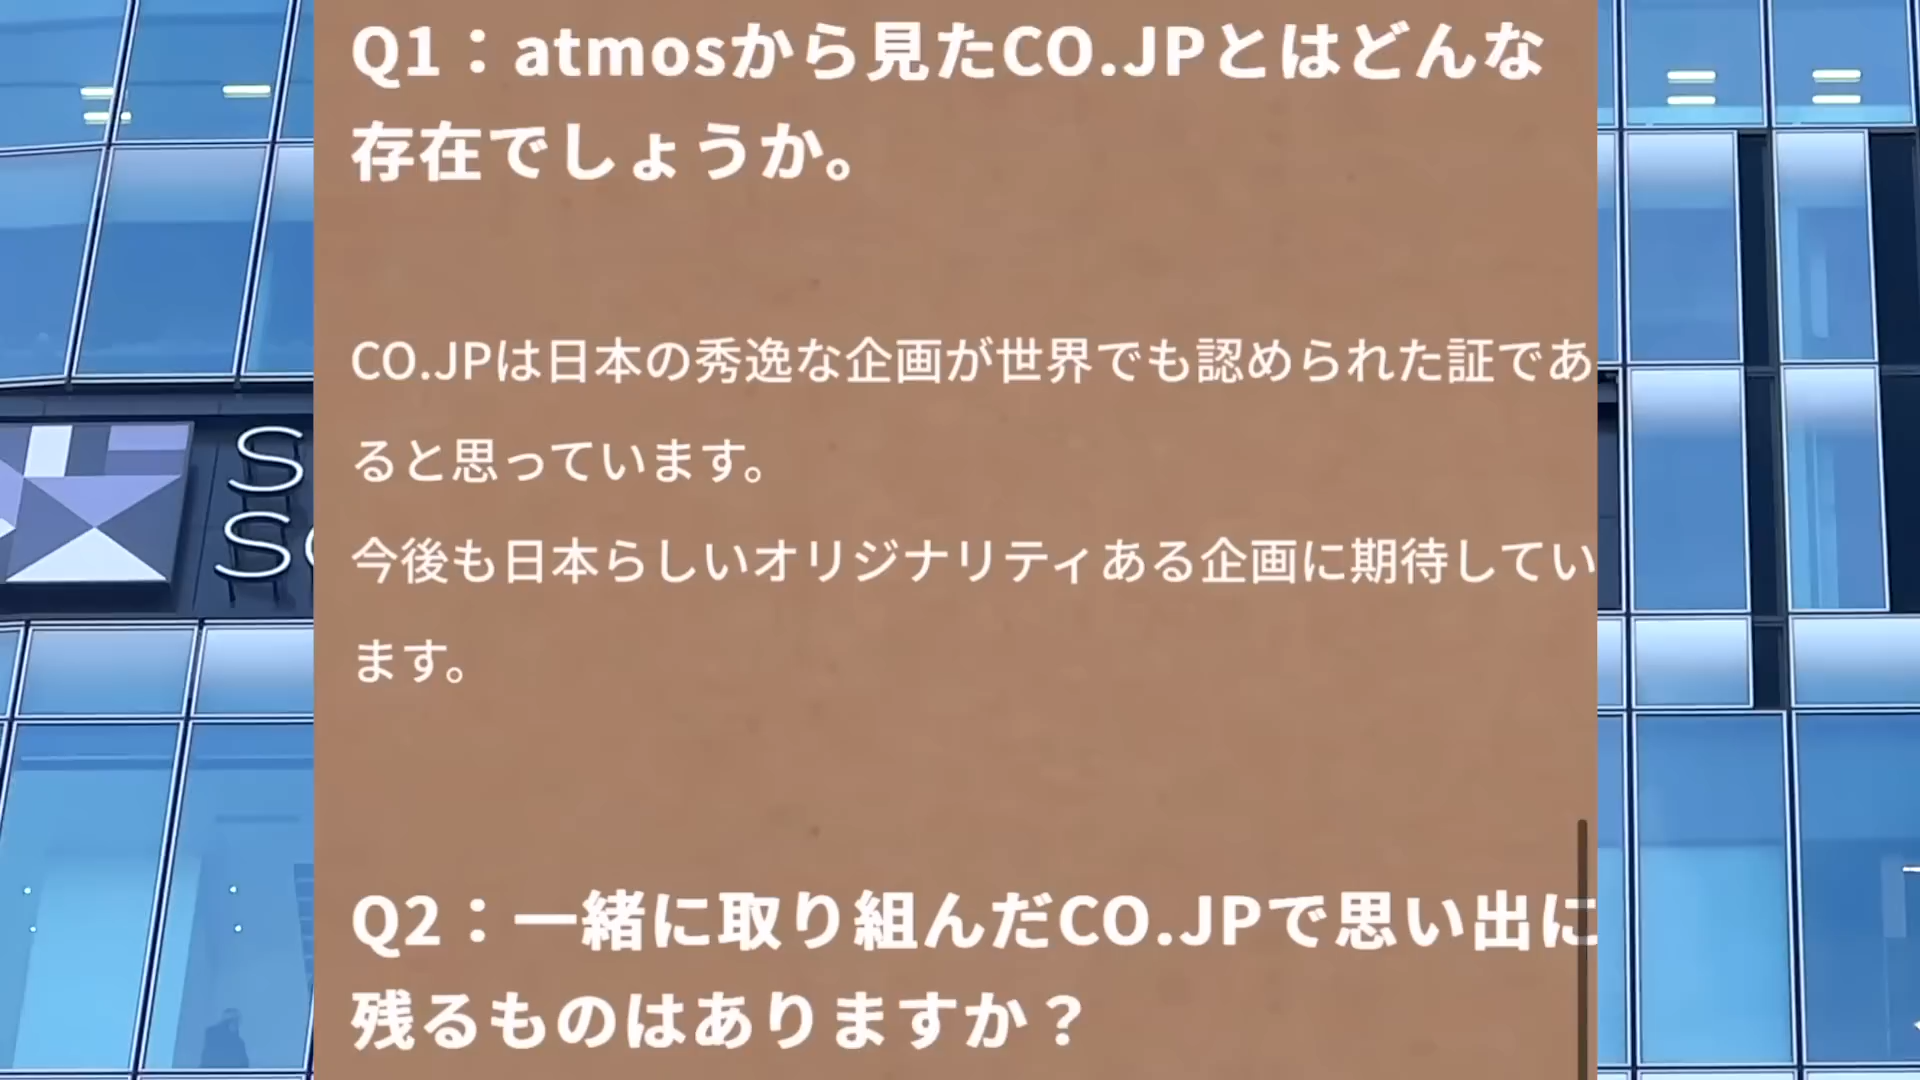 Q1：atmosから見たCO.JPとはどんな
存在でしょうか。
CO.JPは日本の秀逸な企画が世界でも認められた証であ
ると思っています。
今後も日本らしいオリジナリティある企画に期待してい
ます。
S
S
Q2：一緒に取り組んだCO.JPで思い出に
残るものはありますか？